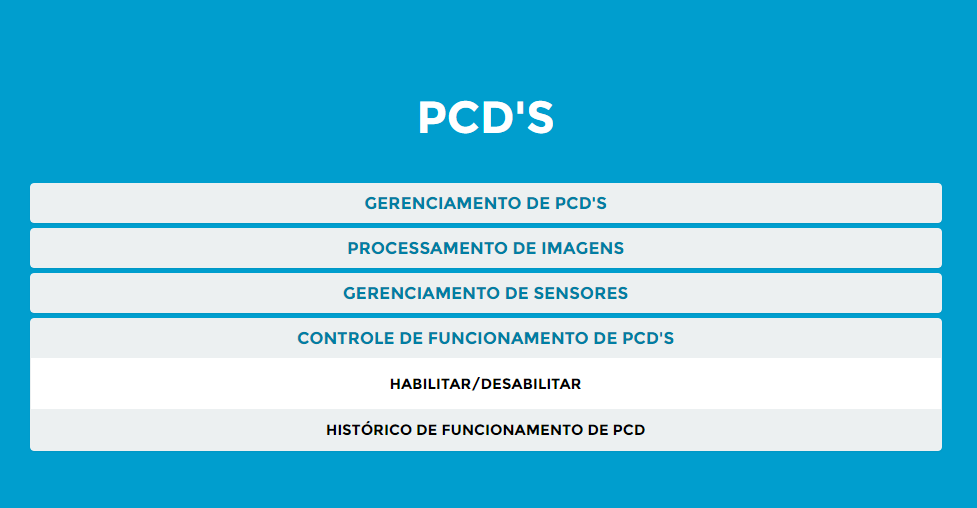 PCD'S
GERENCIAMENTO DE PCD'S
PROCESSAMENTO DE IMAGENS
GERENCIAMENTO DE SENSORES
CONTROLE DE FUNCIONAMENTO DE PCD'S
HABILITAR/DESABILITAR
HISTÓRICO DE FUNCIONAMENTO DE PCD